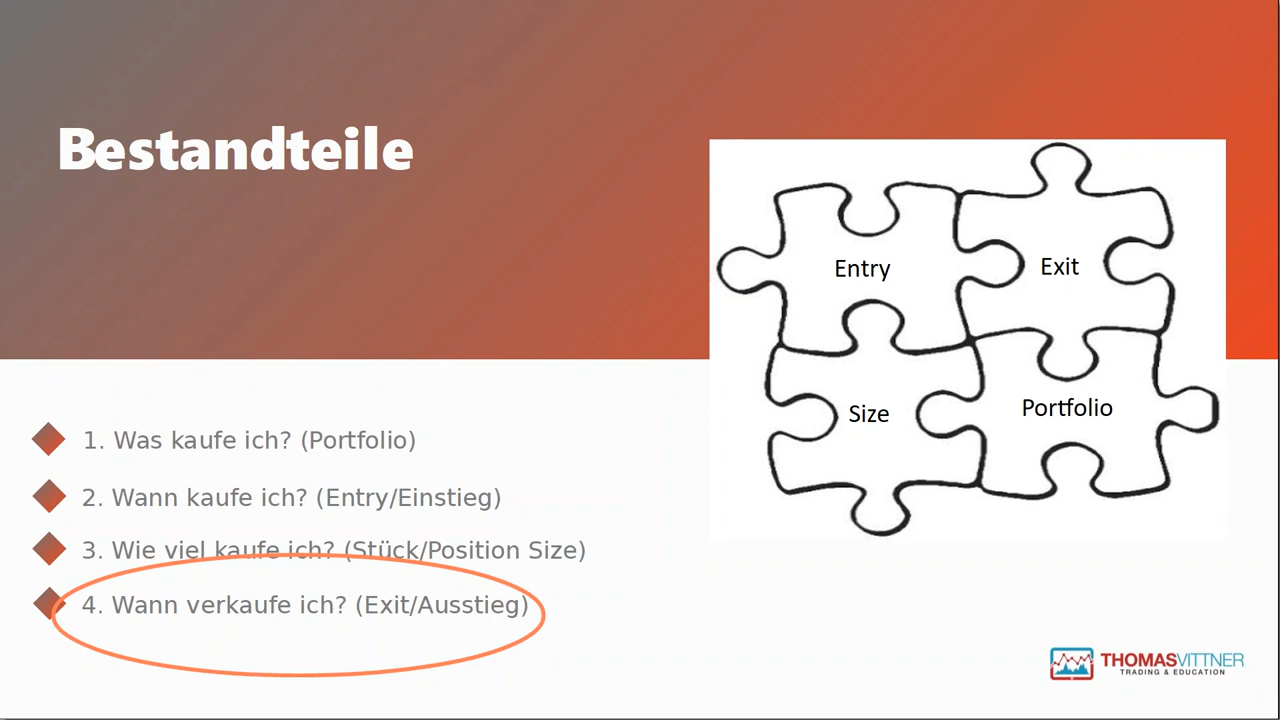 Bestandteile
Entry
Exit
Size
Portfolio
1. Was kaufe ich? (Portfolio)
2. Wann kaufe ich? (Entry/Einstieg)
3. Wie viel kaufe ich? (Stück/Position Size)
4. Wann verkaufe ich? (Exit/Ausstieg)
THOMASVITTNER
TRADING & EDUCATION